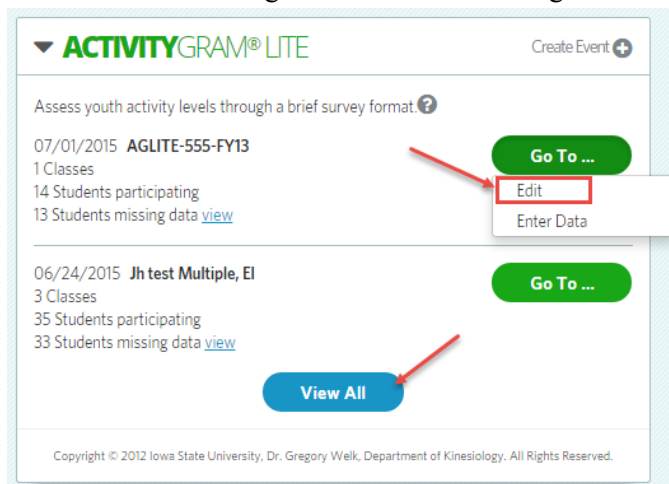 ACTIVITYGRAM® LITE
Create Event
Assess youth activity levels through a brief survey format.
07/01/2015 AGLITE-555-FY13
Go To ...
1 Classes
Edit
14 Students participating
13 Students missing data view
Enter Data
06/24/2015 Jh test Multiple, El
Go To ...
3 Classes
35 Students participating
33 Students missing data view
View All
Copyright © 2012 Iowa State University, Dr. Gregory Welk, Department of Kinesiology. All Rights Reserved.